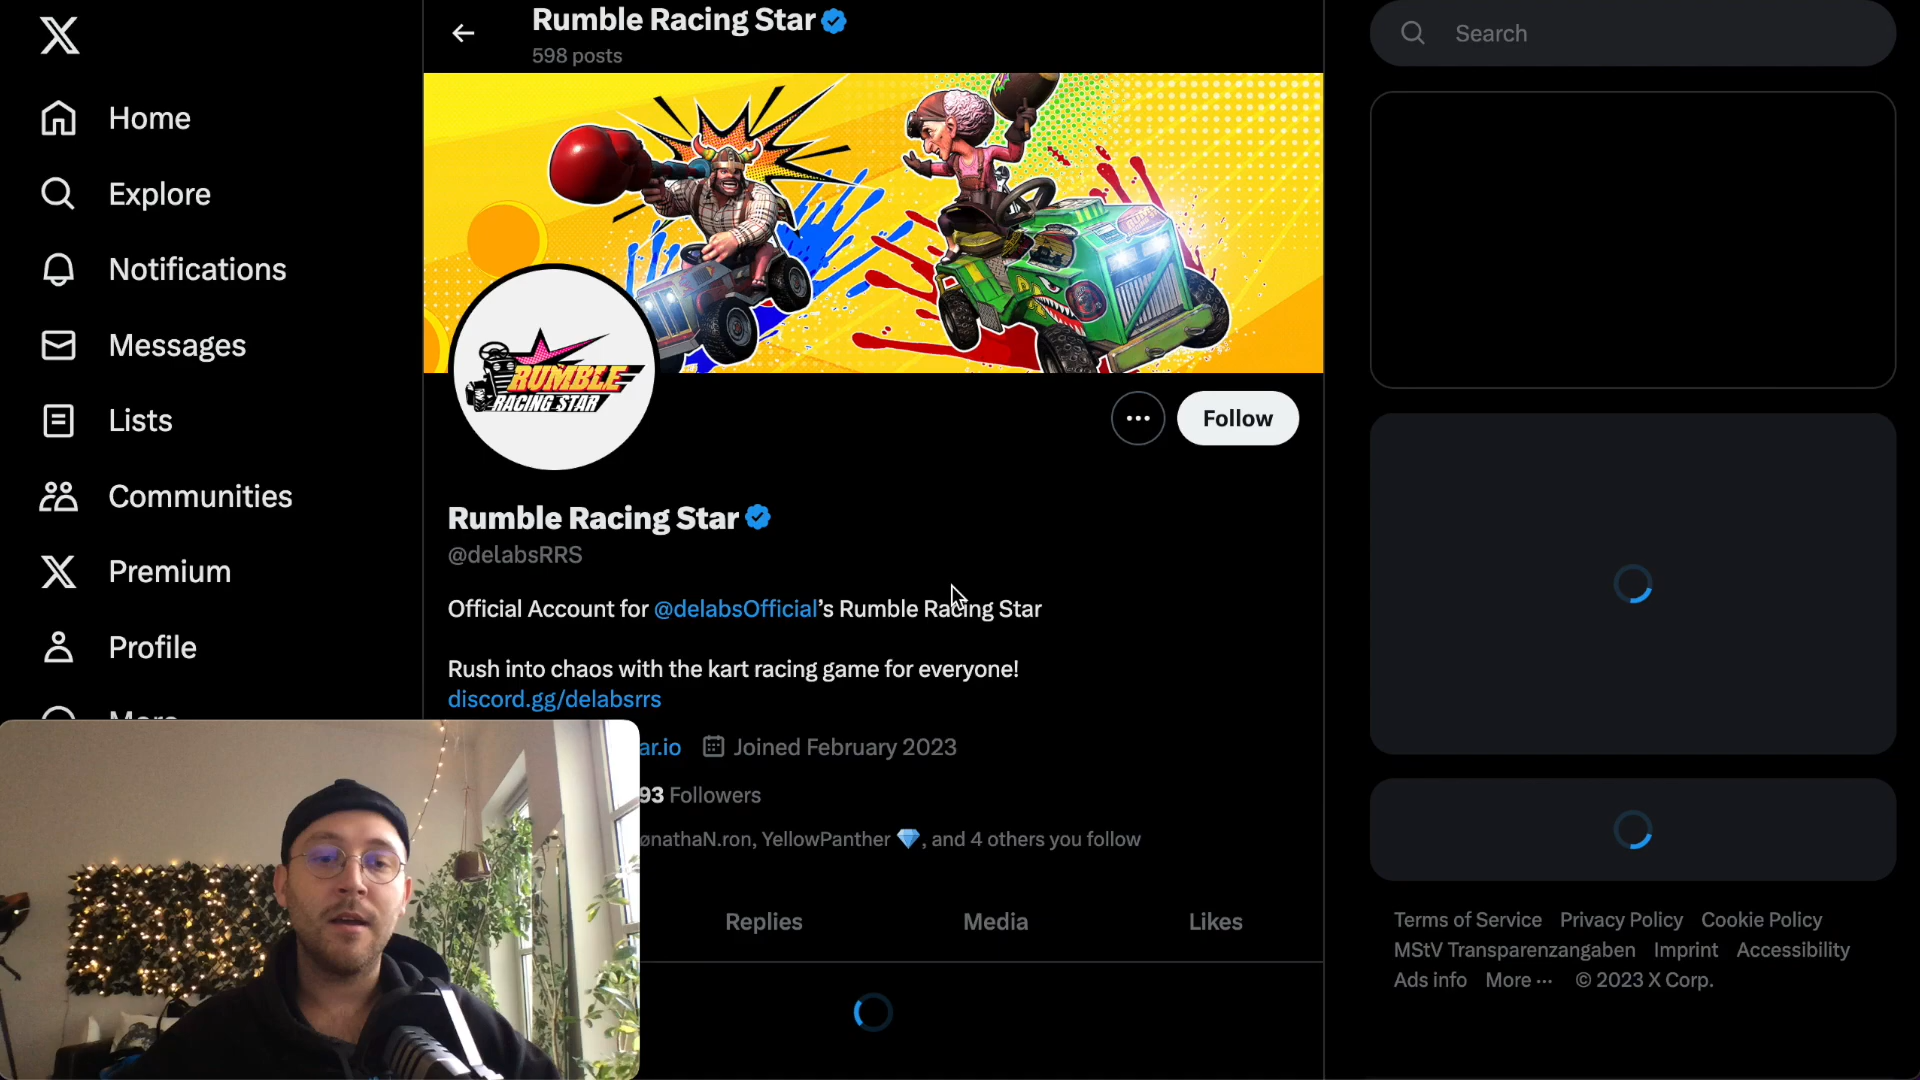 Home
Explore
Notifications
Messages
Lists
Communities
Premium
Profile
More
Rumble Racing Star
598 posts
RUMBLE
RACING STAR
Follow
Rumble Racing Star
@delabsRRS
Official Account for @delabsOfficial's Rumble Racing Star
Rush into chaos with the kart racing game for everyone!
discord.gg/delabsrrs
ar.io Joined February 2023
93 Followers
ønathaN.ron, YellowPanther 💎, and 4 others you follow
Replies Media Likes
Search
Terms of Service Privacy Policy Cookie Policy
MStV Transparenzangaben Imprint Accessibility
Ads info More ··· © 2023 X Corp.